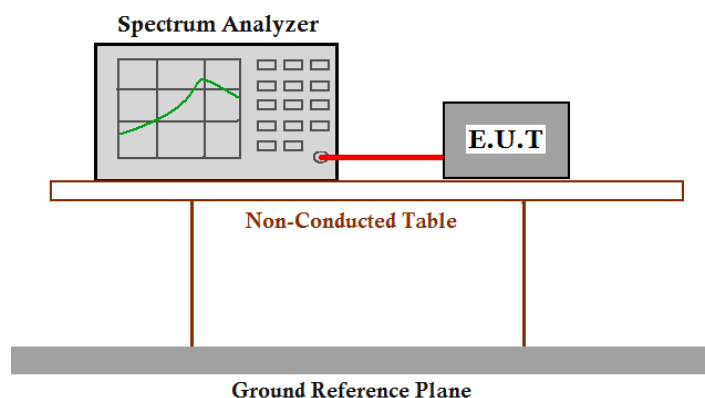 Spectrum Analyzer
E.U.T
Non-Conducted Table
Ground Reference Plane